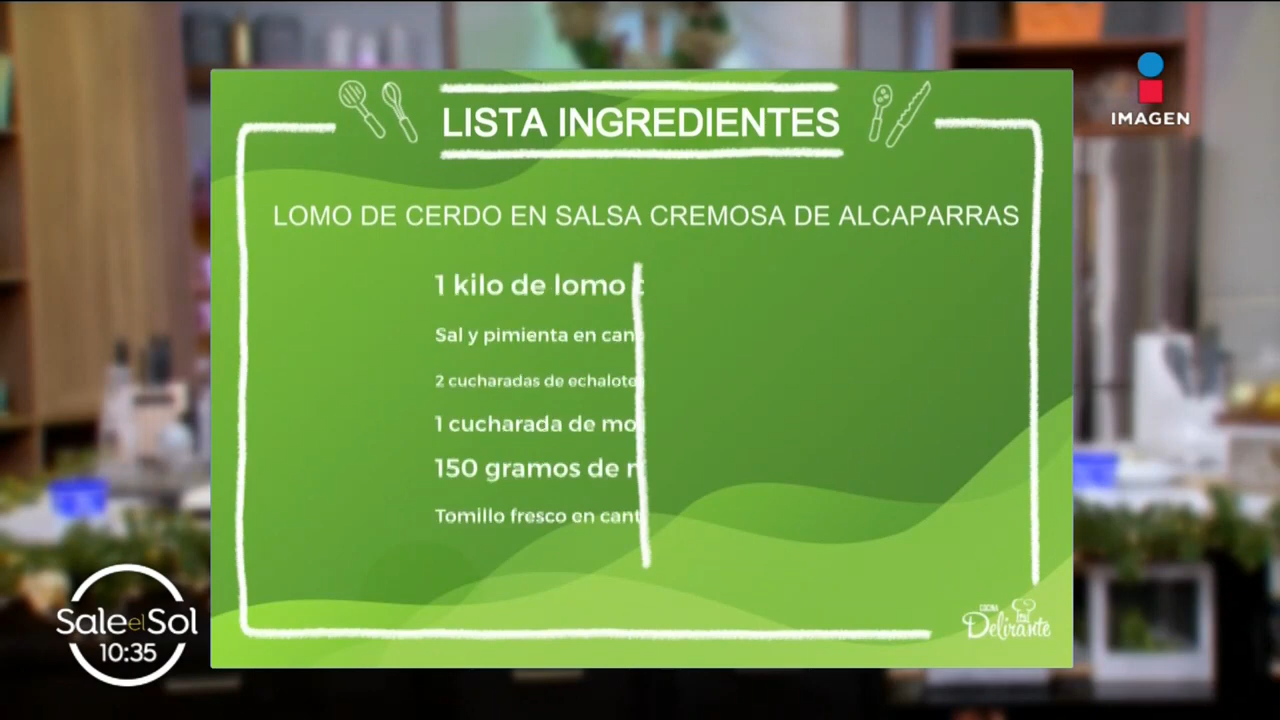 LISTA INGREDIENTES
IMAGEN
LOMO DE CERDO EN SALSA CREMOSA DE ALCAPARRAS
1 kilo de lomo
Sal y pimienta en can
2 cucharadas de echalote
1 cucharada de mo
150 gramos de
Tomillo fresco en cant
COCINA
Delirante
Sale el Sol
10:35